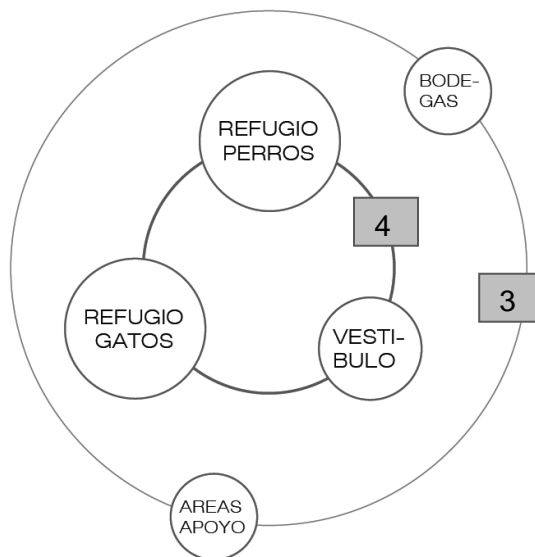 BODE-
GAS
REFUGIO
PERROS
4
3
REFUGIO
GATOS
VESTI-
BULO
AREAS
APOYO